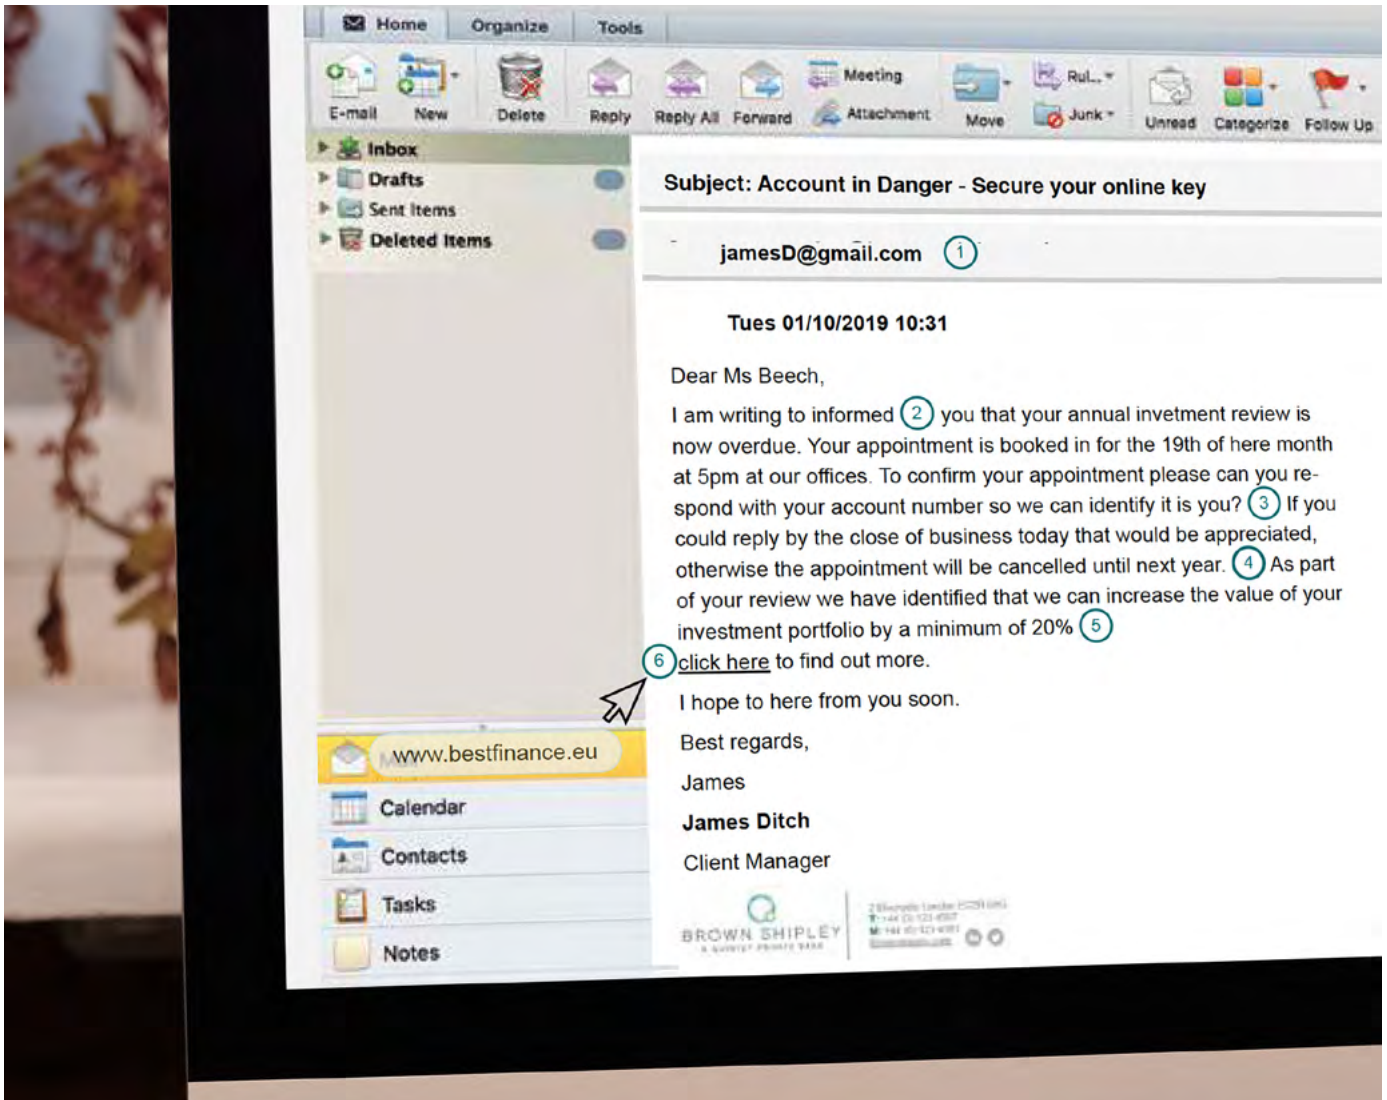 Home Organize Tools
E-mail New Delete Reply Reply All Forward Meeting Attachment Move Rul... Junk Unread Categorize Follow Up
Inbox
Drafts
Sent Items
Deleted Items
Subject: Account in Danger - Secure your online key
jamesD@gmail.com 1
Tues 01/10/2019 10:31
Dear Ms Beech,
I am writing to informed 2 you that your annual invetment review is
now overdue. Your appointment is booked in for the 19th of here month
at 5pm at our offices. To confirm your appointment please can you re-
spond with your account number so we can identify it is you? 3 If you
could reply by the close of business today that would be appreciated,
otherwise the appointment will be cancelled until next year. 4 As part
of your review we have identified that we can increase the value of your
investment portfolio by a minimum of 20% 5
6 click here to find out more.
I hope to here from you soon.
Best regards,
James
James Ditch
Client Manager
BROWN SHIPLEY
A QUINTET PRIVATE BANK
www.bestfinance.eu
Calendar
Contacts
Tasks
Notes